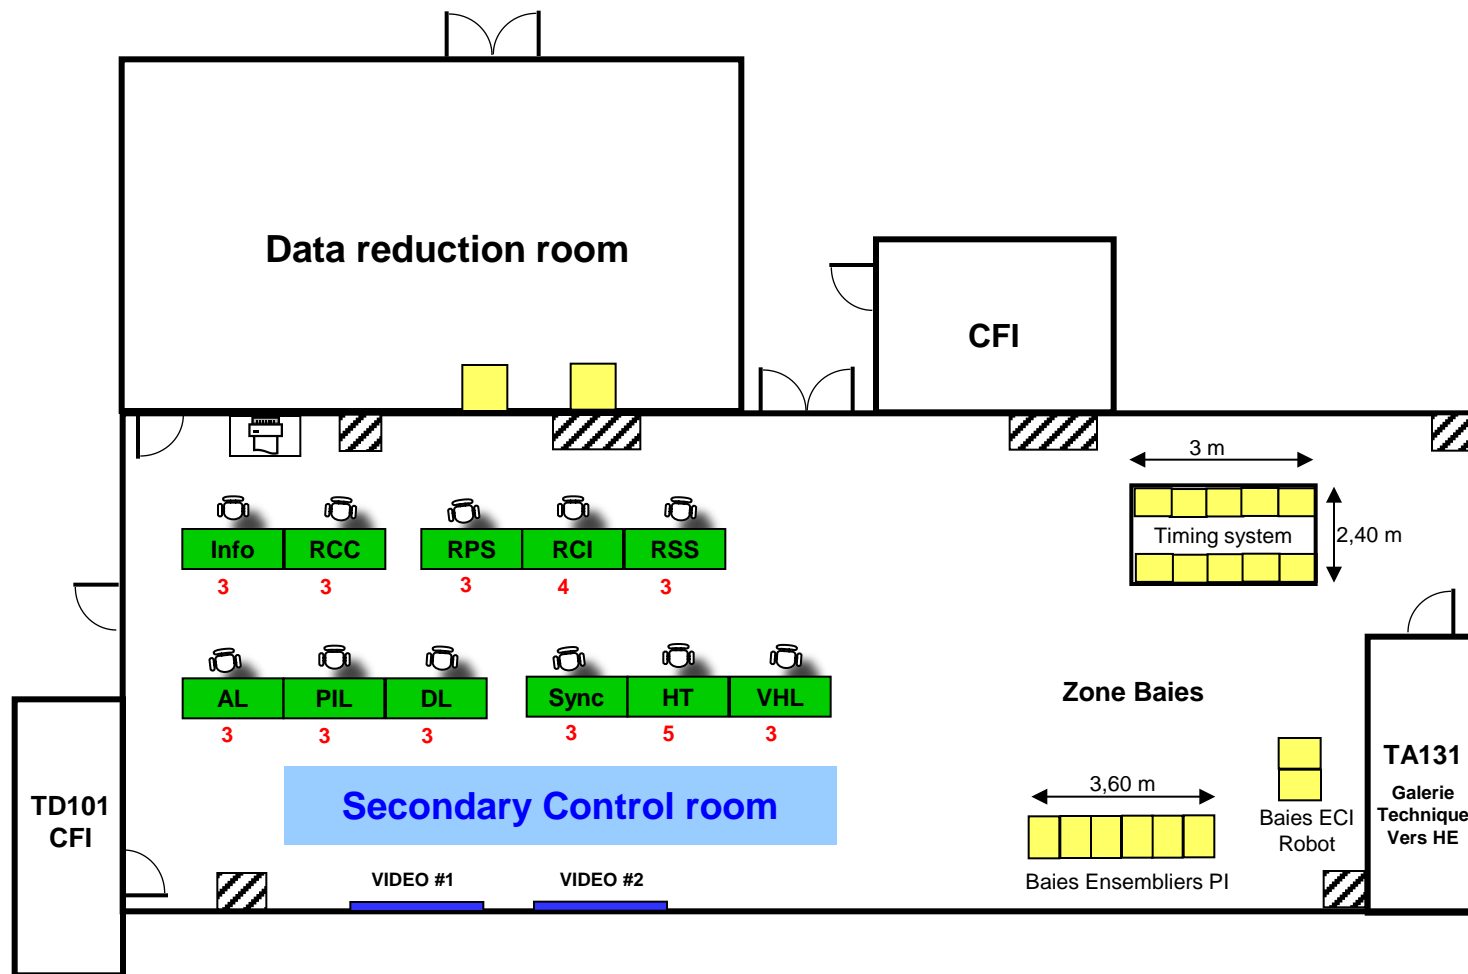 Data reduction room
CFI
3 m
Timing system
2,40 m
Info RCC RPS RCI RSS
3 3 3 4 3
AL PIL DL Sync HT VHL
3 3 3 3 5 3
Zone Baies
Secondary Control room
TD101
CFI
VIDEO #1 VIDEO #2
3,60 m
Baies Ensembliers PI
Baies ECI
Robot
TA131
Galerie
Technique
Vers HE